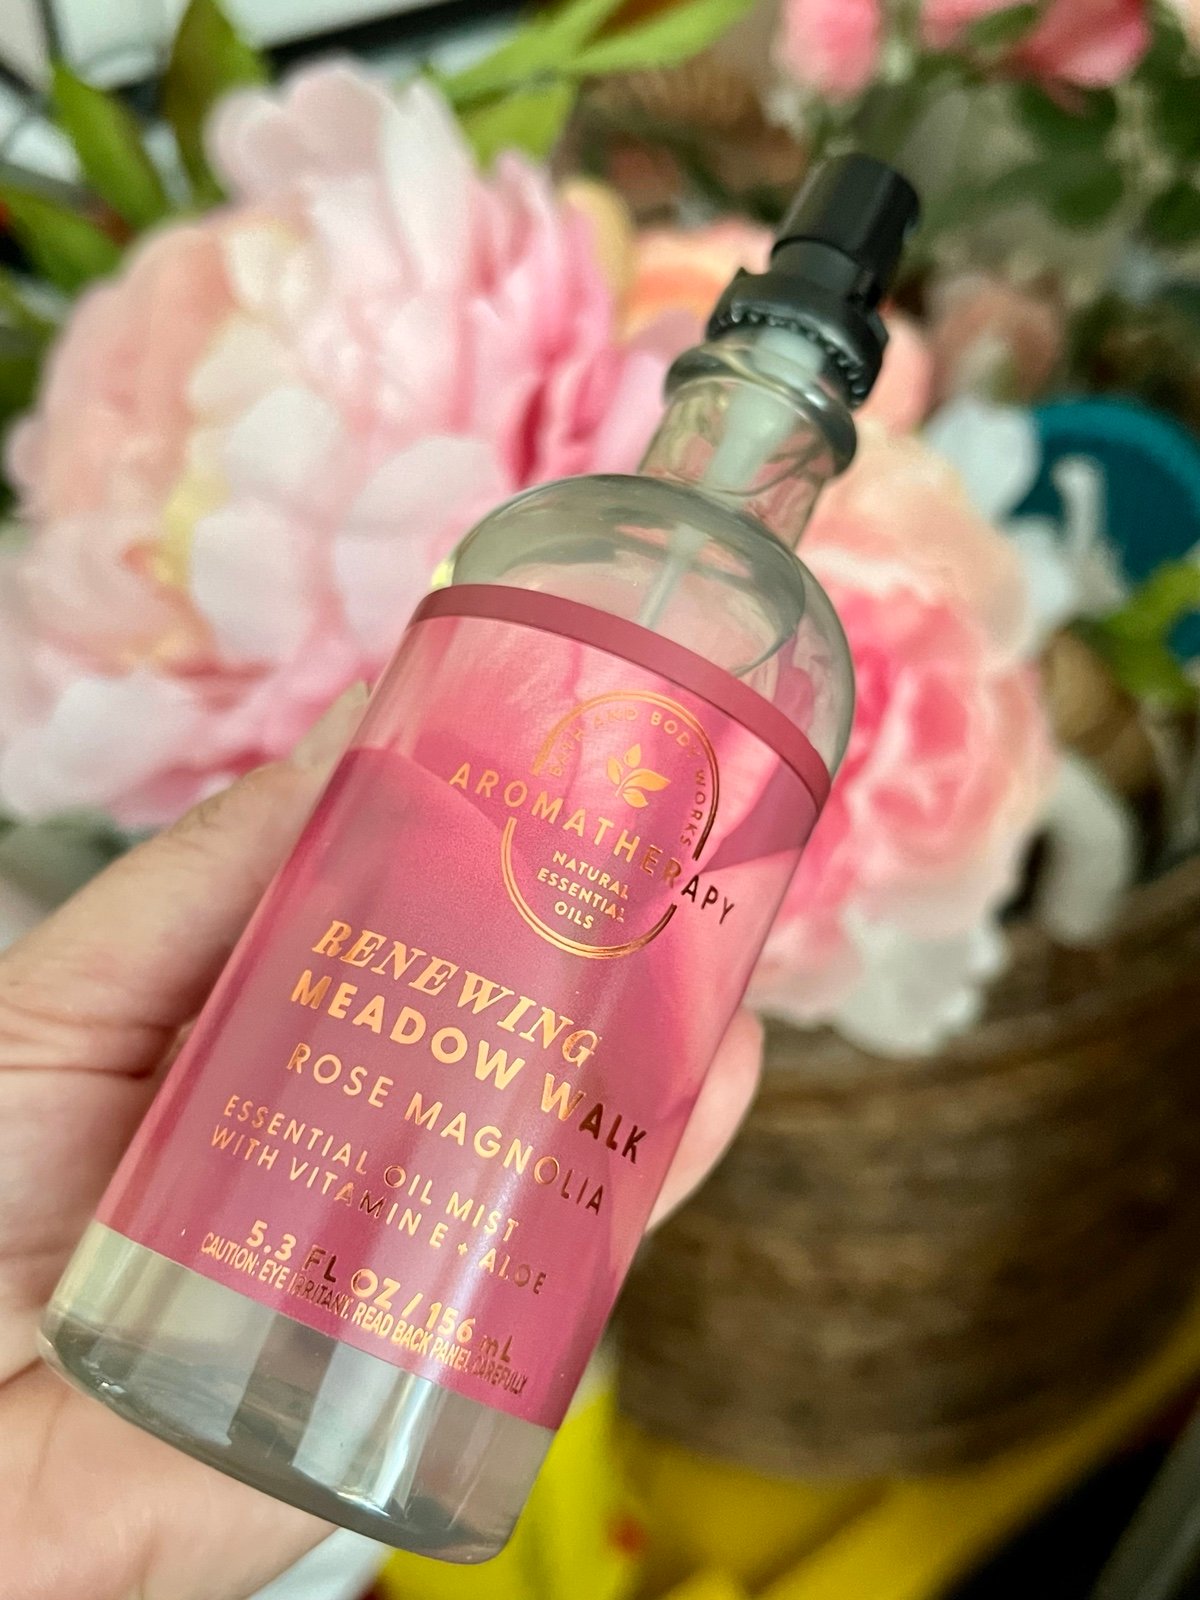 BATH AND BODY WORKS
AROMATHERAPY
NATURAL
ESSENTIAL
OILS
RENEWING
MEADOW WALK
ROSE MAGNOLIA
ESSENTIAL OIL MIST
WITH VITAMIN E + ALOE
5.3 FL OZ / 156 mL
CAUTION: EYE IRRITANT. READ BACK PANEL CAREFULLY.